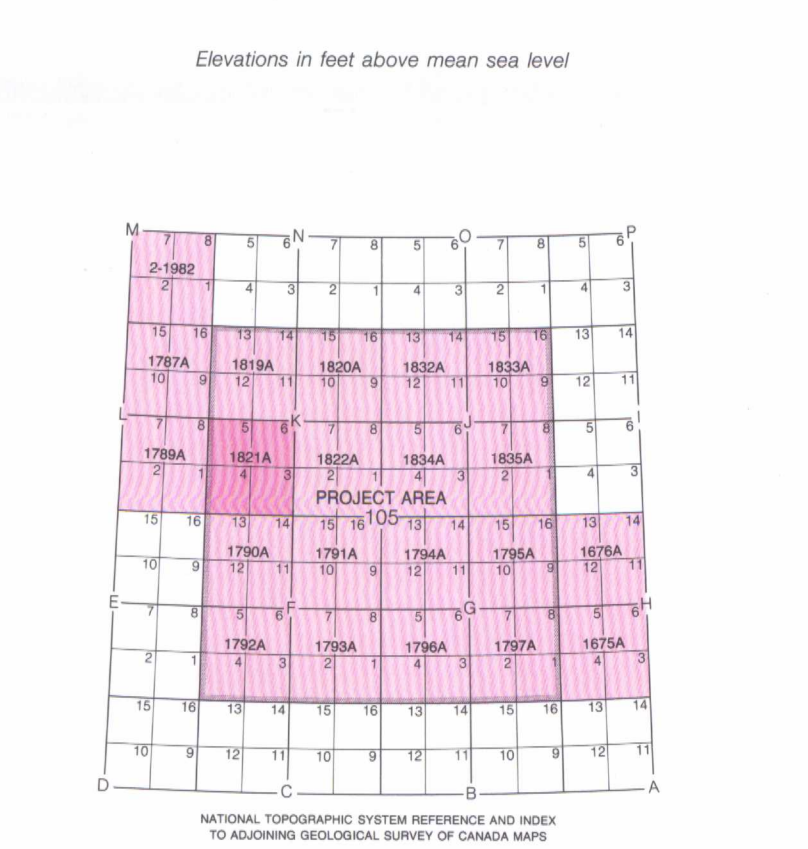 Elevations in feet above mean sea level
M 7 8 5 6 N 7 8 5 6 O 7 8 5 6 P
2-1982
2 1 4 3 2 1 4 3 2 1 4 3
15 16 13 14 15 16 13 14 15 16 13 14
1787A 1819A 1820A 1832A 1833A
10 9 12 11 10 9 12 11 10 9 12 11
L 7 8 5 6 K 7 8 5 6 J 7 8 5 6 I
1789A 1821A 1822A 1834A 1835A
2 1 4 3 2 1 4 3 2 1 4 3
PROJECT AREA
105
15 16 13 14 15 16 13 14 15 16 13 14
1790A 1791A 1794A 1795A 1676A
10 9 12 11 10 9 12 11 10 9 12 11
E 7 8 5 6 F 7 8 5 6 G 7 8 5 6 H
1792A 1793A 1796A 1797A 1675A
2 1 4 3 2 1 4 3 2 1 4 3
15 16 13 14 15 16 13 14 15 16 13 14
10 9 12 11 10 9 12 11 10 9 12 11
D C B A
NATIONAL TOPOGRAPHIC SYSTEM REFERENCE AND INDEX
TO ADJOINING GEOLOGICAL SURVEY OF CANADA MAPS